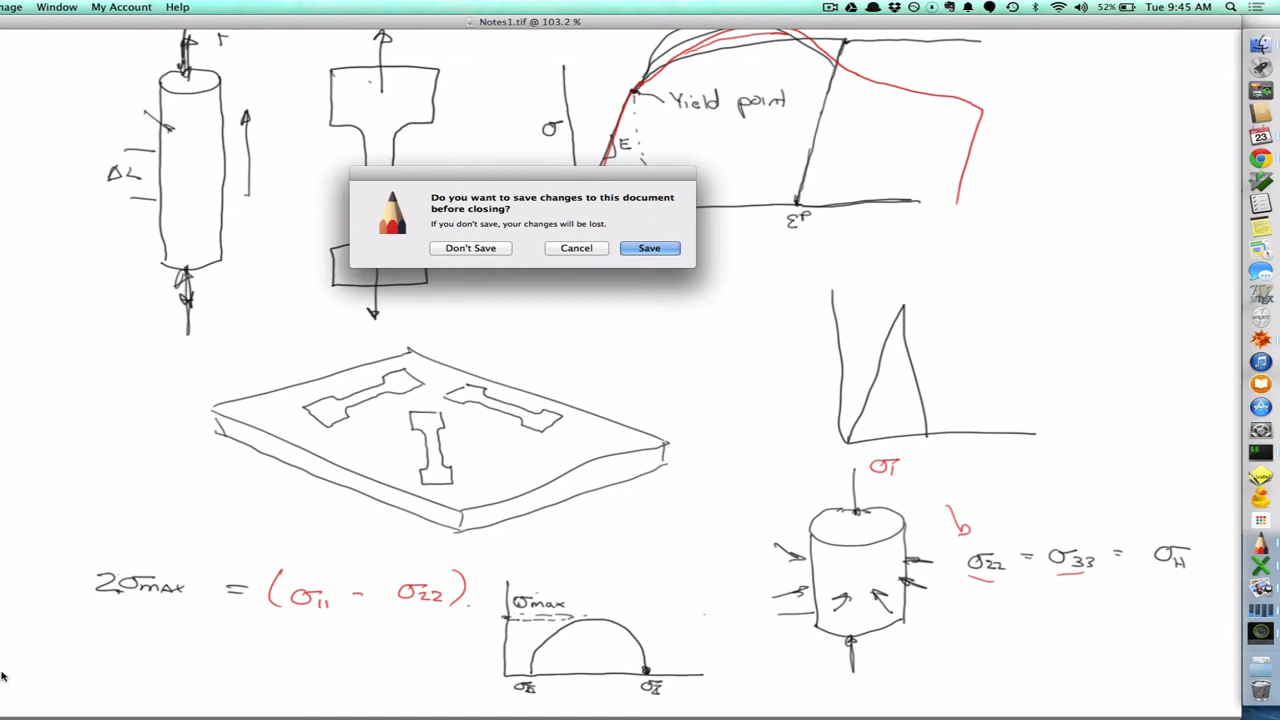 mage Window My Account Help
52% Tue 9:45 AM
Notes1.tif @ 103.2 %
Yield point
σ
E
ΔL
Do you want to save changes to this document
before closing?
If you don't save, your changes will be lost.
Don't Save Cancel Save
εP
σ22 = σ33 = σH
2σmax = (σ11 - σ22).
σmax
23